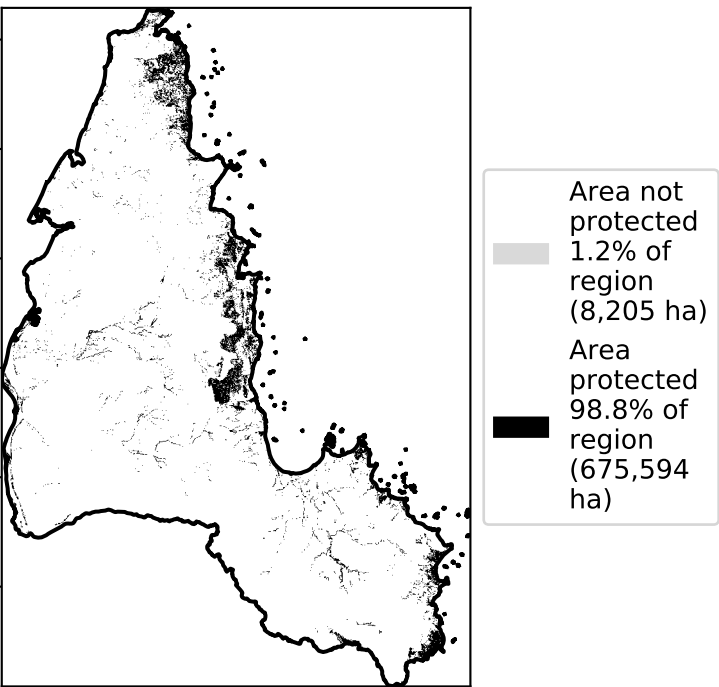 Area not
protected
1.2% of
region
(8,205 ha)
Area
protected
98.8% of
region
(675,594
ha)